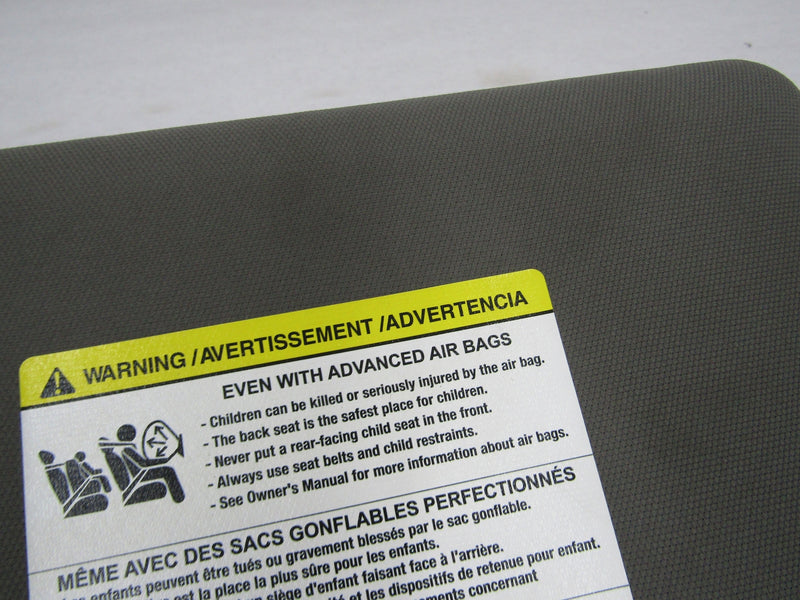 WARNING /AVERTISSEMENT /ADVERTENCIA
EVEN WITH ADVANCED AIR BAGS
- Children can be killed or seriously injured by the air bag.
- The back seat is the safest place for children.
- Never put a rear-facing child seat in the front.
- Always use seat belts and child restraints.
- See Owner's Manual for more information about air bags.
MÊME AVEC DES SACS GONFLABLES PERFECTIONNÉS
enfants peuvent être tués ou gravement blessés par le sac gonflable.
est la place la plus sûre pour les enfants.
siège d'enfant faisant face à l'arrière.
et les dispositifs de retenue pour enfant.
concernant